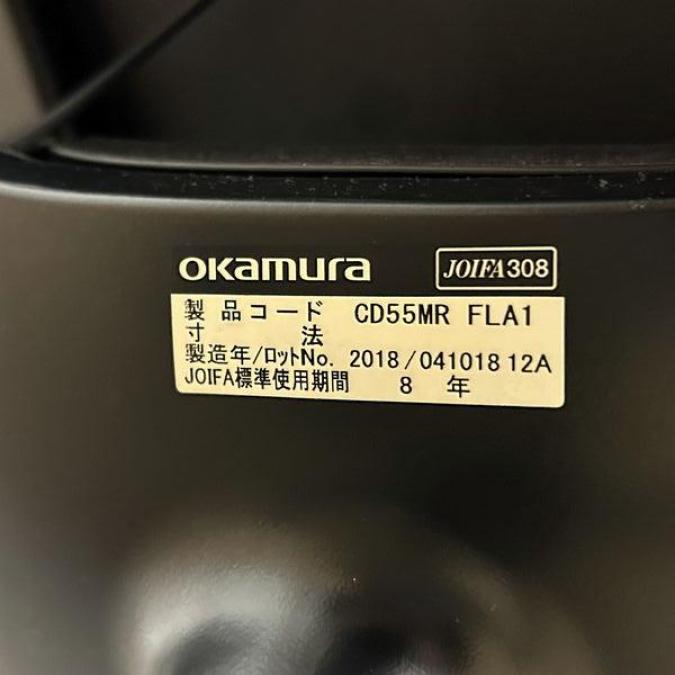 okamura
JOIFA308
製品コード CD55MR FLA1
寸法
製造年/ロットNo. 2018/041018 12A
JOIFA標準使用期間 8 年